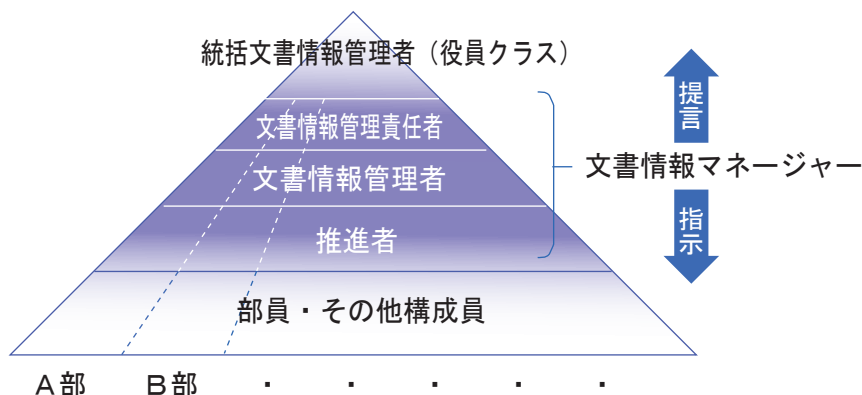 統括文書情報管理者（役員クラス）
文書情報管理責任者
文書情報管理者
推進者
部員・その他構成員
提言
文書情報マネージャー
指示
A部 B部 ・ ・ ・ ・ ・